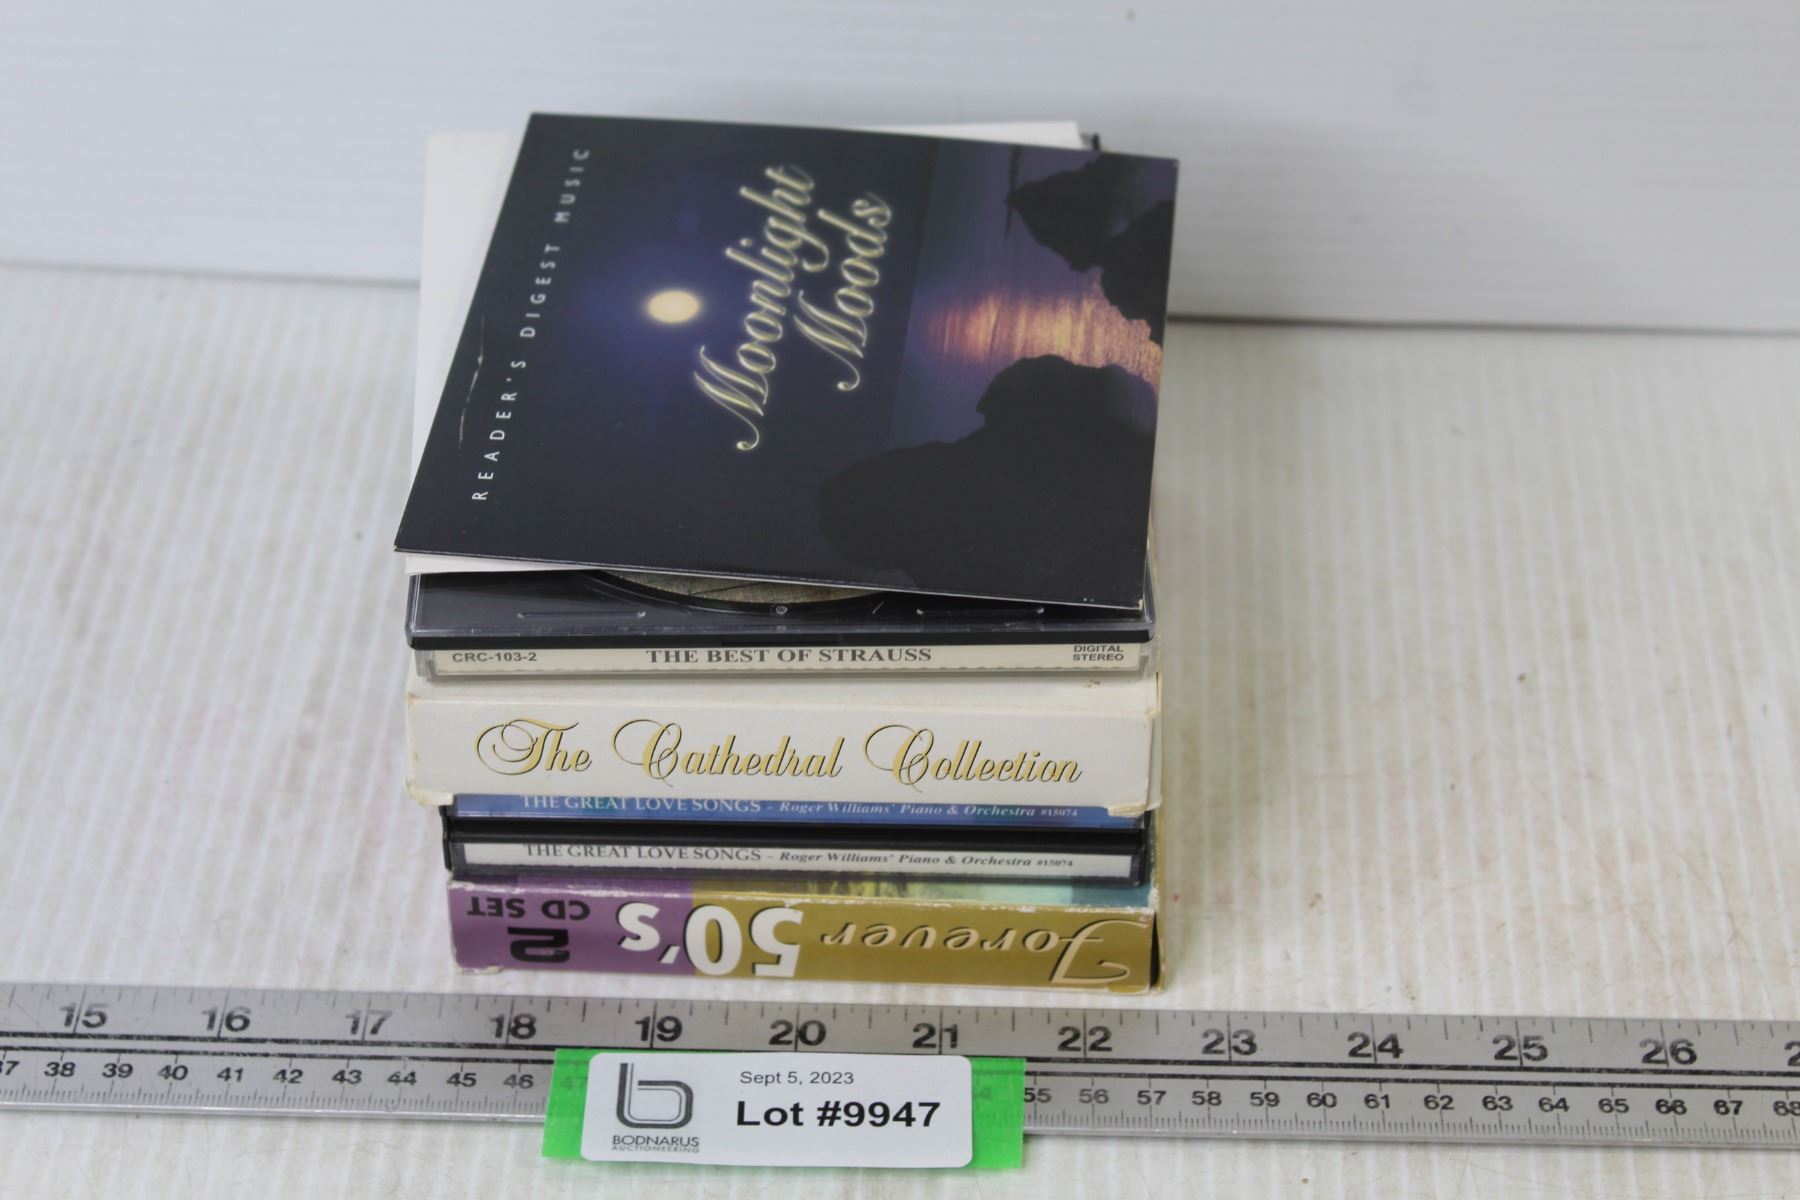 READER'S DIGEST MUSIC
Moonlight
Moods
CRC-103-2 THE BEST OF STRAUSS DIGITAL STEREO
The Cathedral Collection
THE GREAT LOVE SONGS - Roger Williams' Piano & Orchestra #15074
THE GREAT LOVE SONGS - Roger Williams' Piano & Orchestra #15074
Forever 50's 2 CD SET
15 16 17 18 19 20 21 22 23 24 25 26
38 39 40 41 42 43 44 45 46 47 55 56 57 58 59 60 61 62 63 64 65 66 67 68
Sept 5, 2023
Lot #9947
BODNARUS
AUCTIONEERING